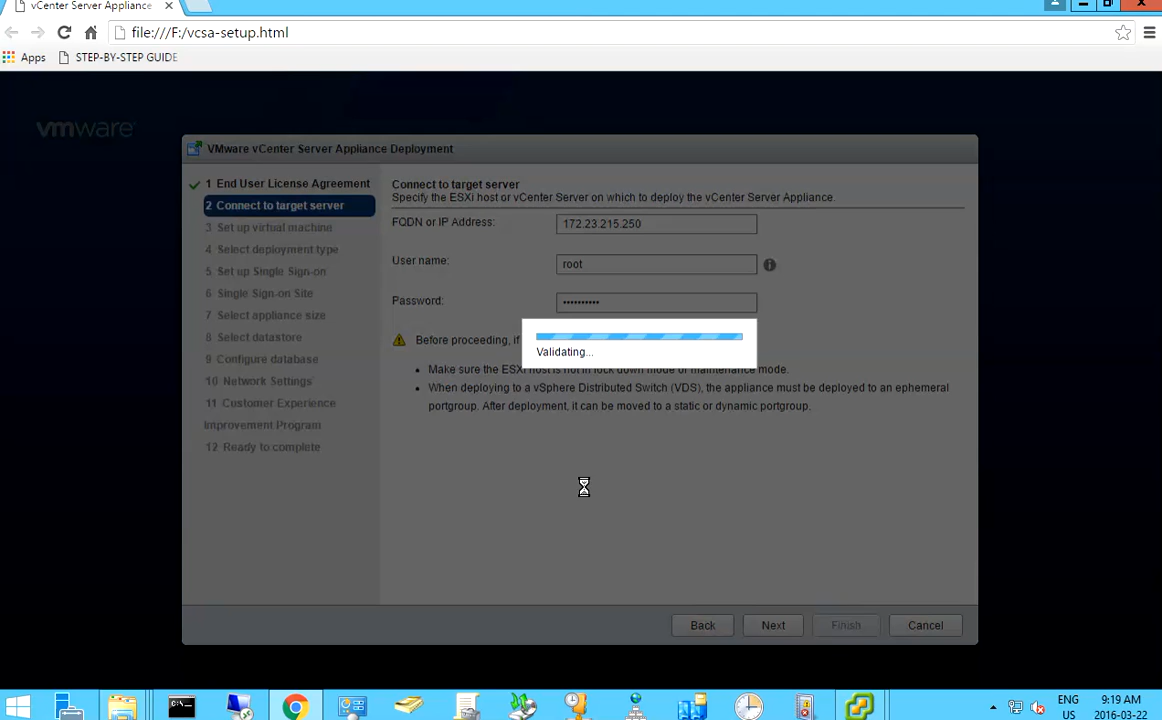 vCenter Server Appliance
file:///F:/vcsa-setup.html
Apps
STEP-BY-STEP GUIDE
vmware
VMware vCenter Server Appliance Deployment
1 End User License Agreement
2 Connect to target server
3 Set up virtual machine
4 Select deployment type
5 Set up Single Sign-on
6 Single Sign-on Site
7 Select appliance size
8 Select datastore
9 Configure database
10 Network Settings
11 Customer Experience
Improvement Program
12 Ready to complete
Connect to target server
Specify the ESXi host or vCenter Server on which to deploy the vCenter Server Appliance.
FQDN or IP Address:
172.23.215.250
User name:
root
Password:
••••••••••
Before proceeding, if
Validating...
• Make sure the ESXi host is not in lock down mode or maintenance mode.
• When deploying to a vSphere Distributed Switch (VDS), the appliance must be deployed to an ephemeral
portgroup. After deployment, it can be moved to a static or dynamic portgroup.
Back
Next
Finish
Cancel
C:\_
ENG
US
9:19 AM
2016-03-22